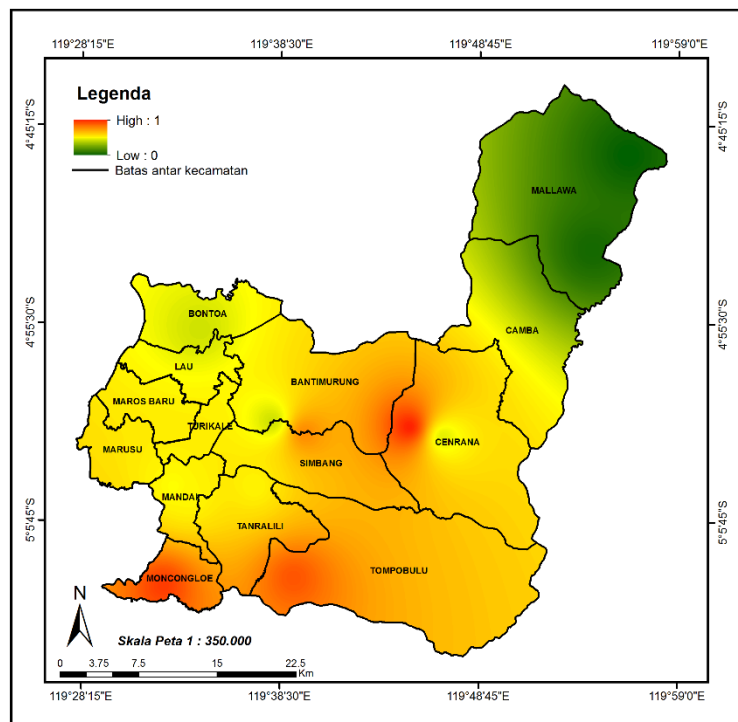 119°28'15"E 119°38'30"E 119°48'45"E 119°59'0"E
Legenda
High : 1
Low : 0
Batas antar kecamatan
4°45'15"S
4°45'15"S
MALLAWA
BONTOA
4°55'30"S
4°55'30"S
CAMBA
LAU
BANTIMURUNG
MAROS BARU
TURIKALE
MARUSU
CENRANA
SIMBANG
MANDAI
5°5'45"S
5°5'45"S
TANRALILI
TOMPOBULU
MONCONGLOE
N
Skala Peta 1 : 350.000
0 3.75 7.5 15 22.5
Km
119°28'15"E 119°38'30"E 119°48'45"E 119°59'0"E